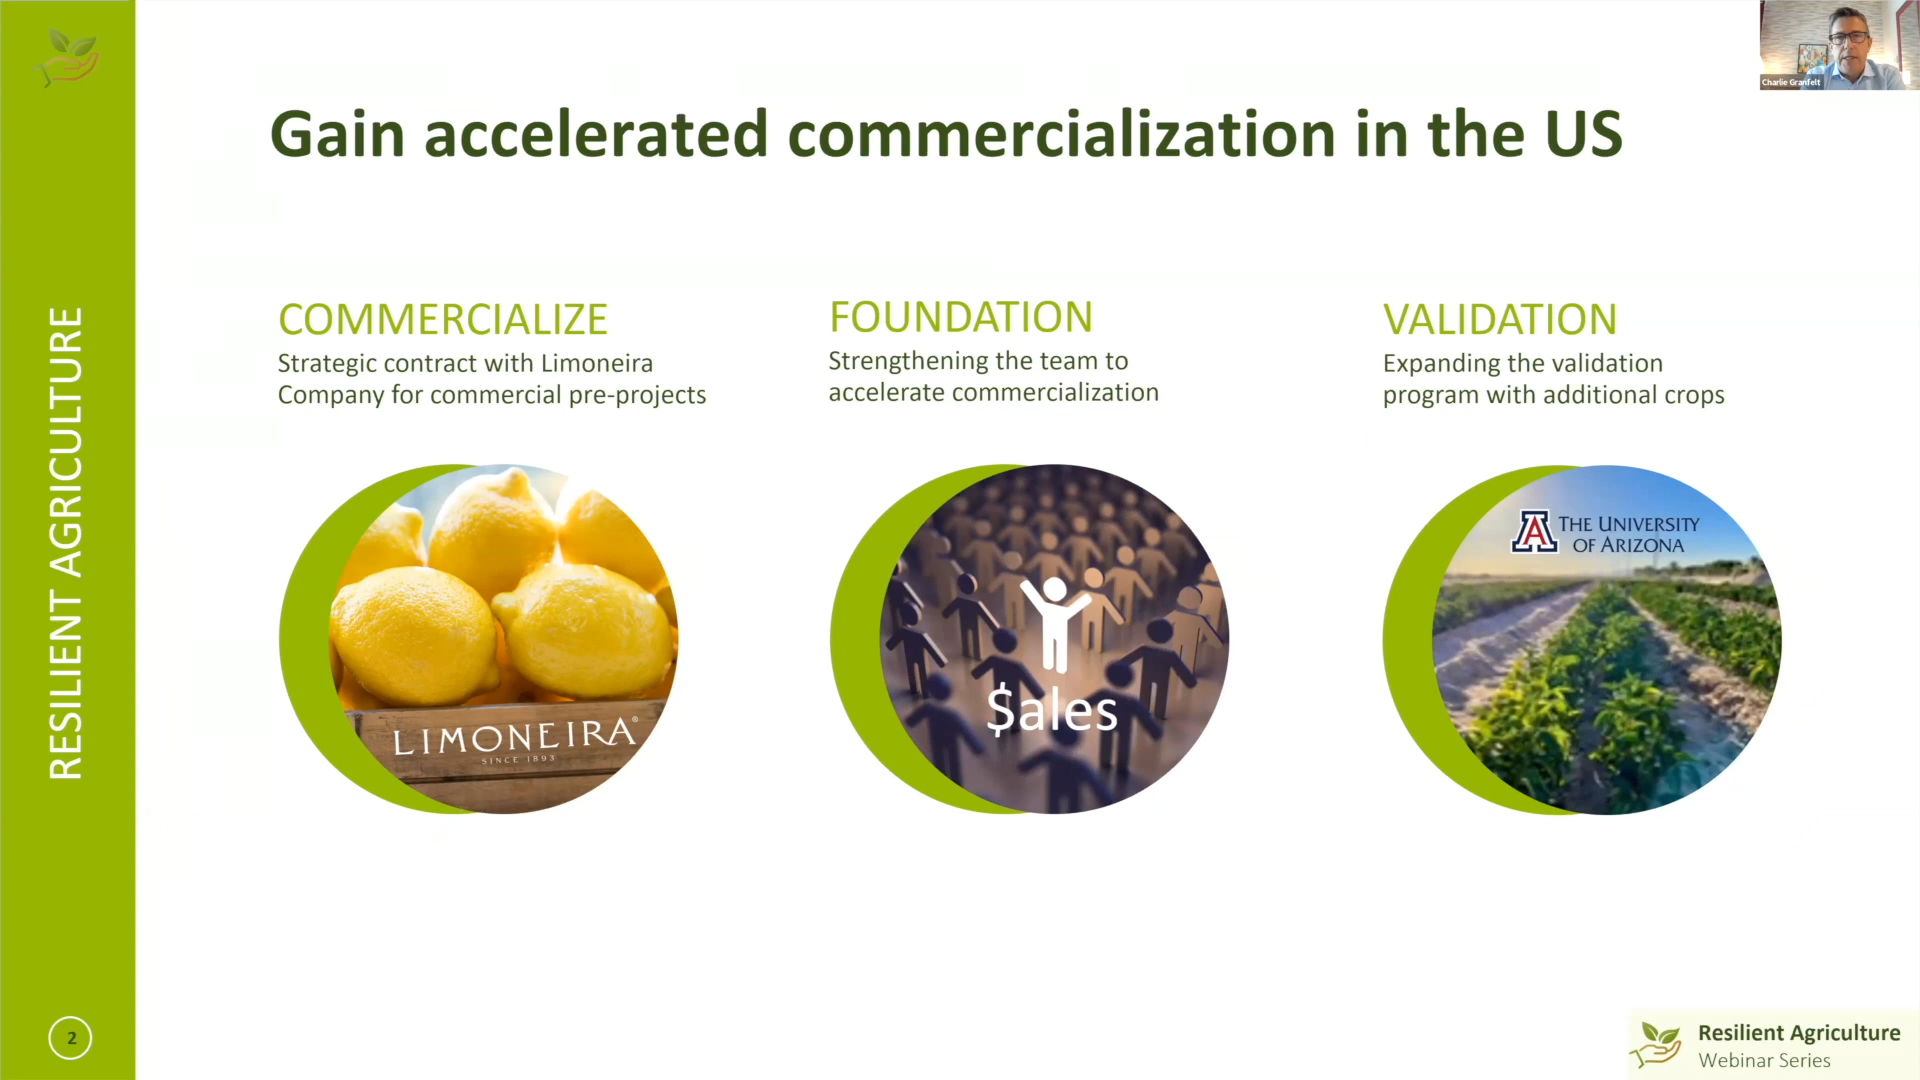 RESILIENT AGRICULTURE
Charlie Granfelt
Gain accelerated commercialization in the US
COMMERCIALIZE
Strategic contract with Limoneira
Company for commercial pre-projects
LIMONEIRA®
SINCE 1893
FOUNDATION
Strengthening the team to
accelerate commercialization
$ales
VALIDATION
Expanding the validation
program with additional crops
A
THE UNIVERSITY
OF ARIZONA
2
Resilient Agriculture
Webinar Series